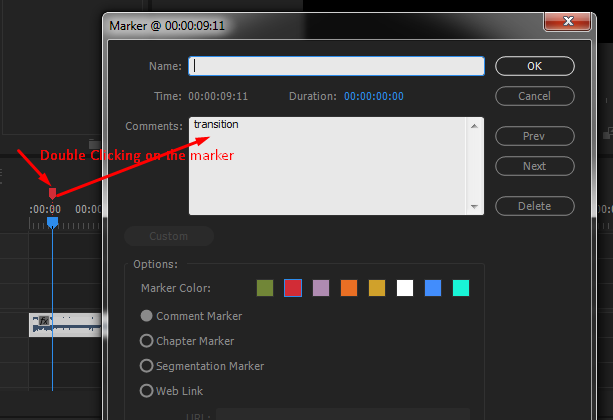 Marker @ 00:00:09:11
Name:
OK
Time: 00:00:09:11 Duration: 00:00:00:00
Cancel
Comments: transition
Prev
Double Clicking on the marker
Next
:00:00 00:00
Delete
Custom
Options:
Marker Color:
fx
Comment Marker
Chapter Marker
Segmentation Marker
Web Link
URL: